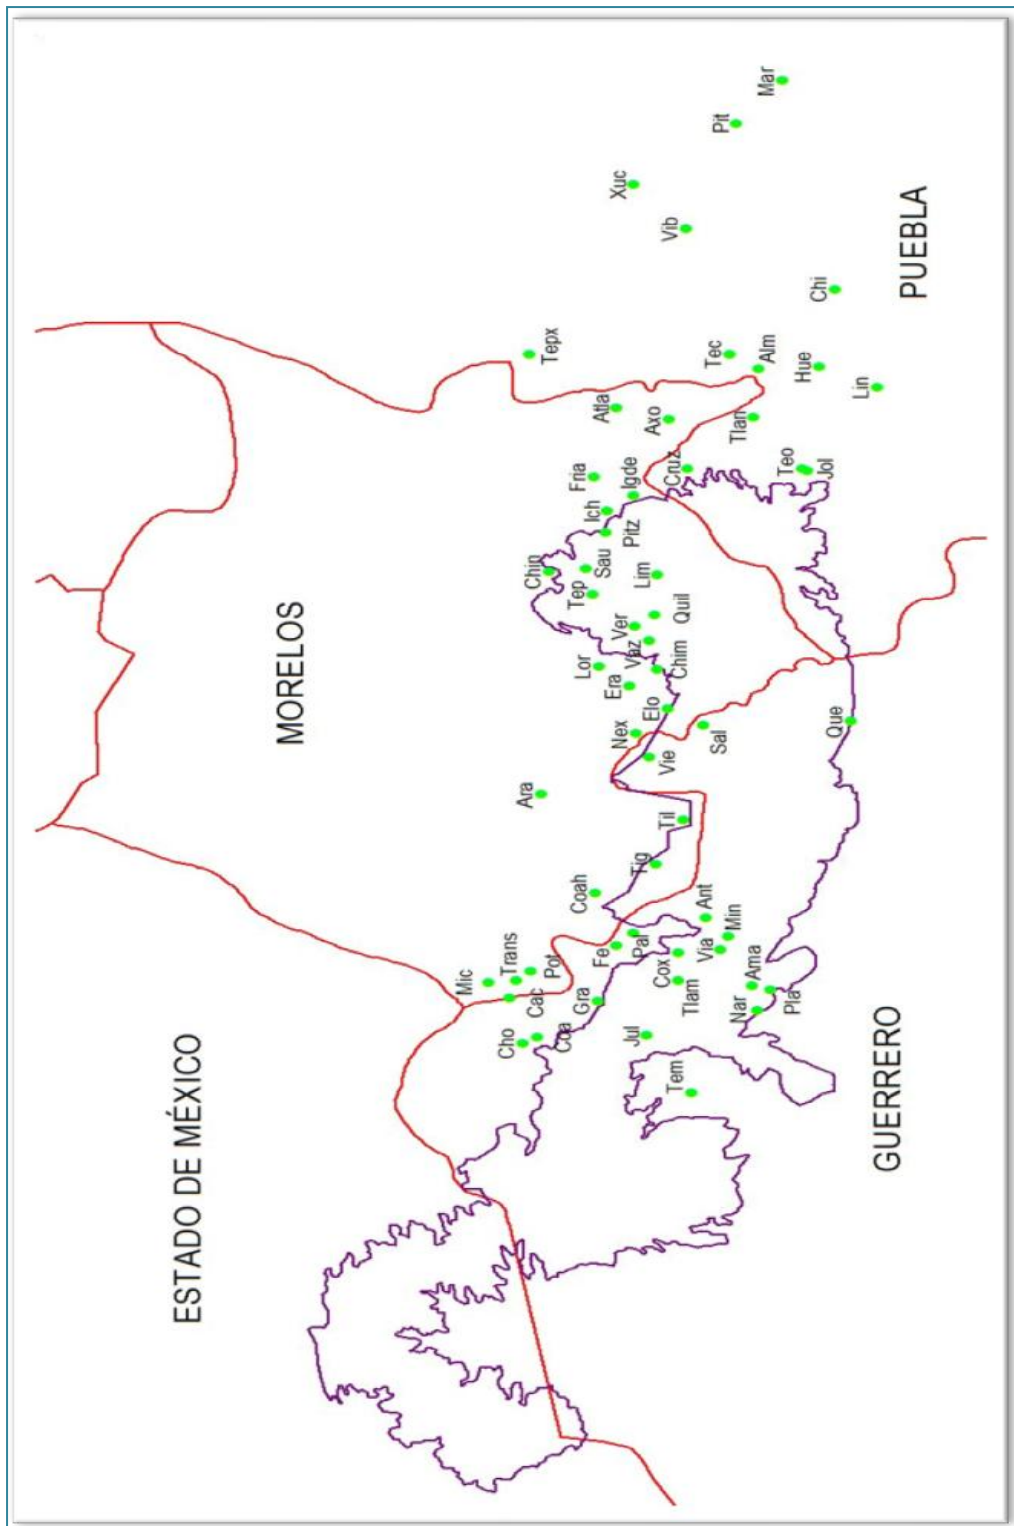 ESTADO DE MÉXICO
MORELOS
PUEBLA
GUERRERO
Mar
Pit
Xuc
Vib
Chi
Tepx
Tec
Alm
Hue
Lin
Atla
Axo
Tlan
Fria
Igde
Cruz
Teo
Jol
Ich
Pitz
Chin
Sau
Tep
Lim
Quil
Ver
Vaz
Chim
Lor
Era
Elo
Nex
Vie
Sal
Que
Ara
Til
Tig
Coah
Ant
Min
Via
Fe
Pal
Cox
Tlam
Ama
Pla
Nar
Mic
Trans
Pot
Cac
Gra
Cho
Coa
Jul
Tem